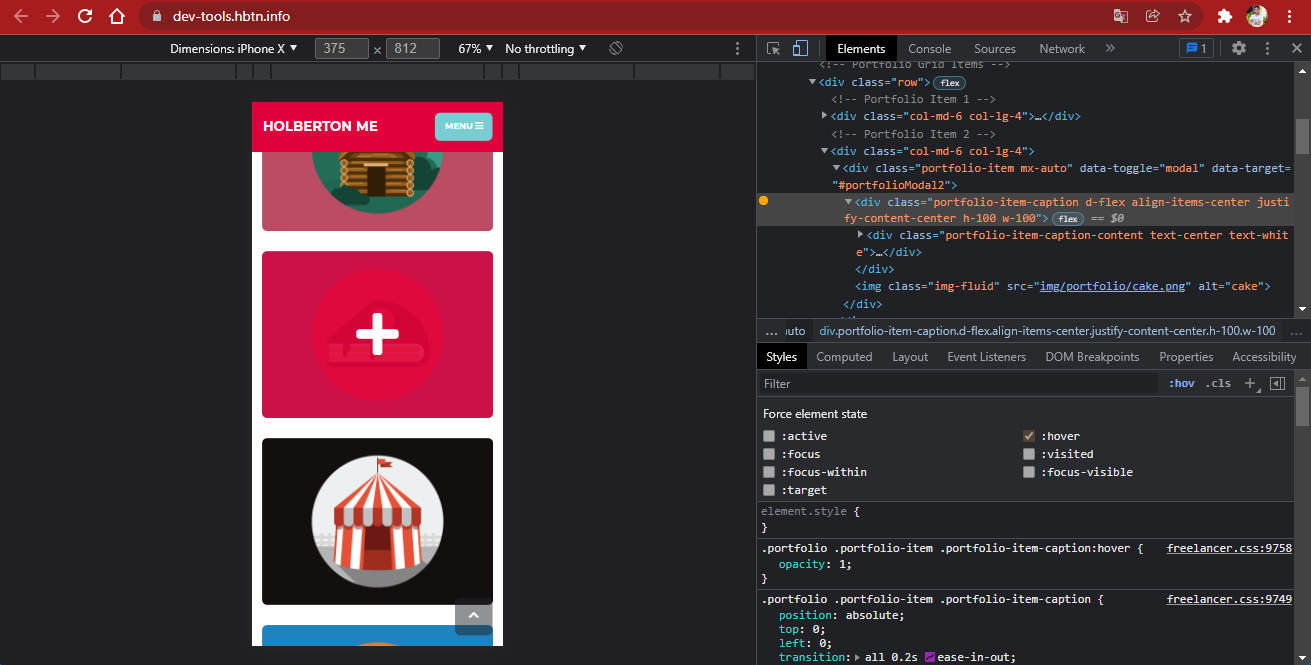 dev-tools.hbtn.info
Dimensions: iPhone X ▼ 375 × 812 67% ▼ No throttling ▼
HOLBERTON ME
MENU ☰
Elements Console Sources Network » 1
<!-- Portfolio Grid Items -->
▼<div class="row"> flex
<!-- Portfolio Item 1 -->
▶<div class="col-md-6 col-lg-4">…</div>
<!-- Portfolio Item 2 -->
▼<div class="col-md-6 col-lg-4">
▼<div class="portfolio-item mx-auto" data-toggle="modal" data-target=
"#portfolioModal2">
▼<div class="portfolio-item-caption d-flex align-items-center justi
fy-content-center h-100 w-100"> flex == $0
▶<div class="portfolio-item-caption-content text-center text-whit
e">…</div>
</div>
<img class="img-fluid" src="img/portfolio/cake.png" alt="cake">
</div>
… auto div.portfolio-item-caption.d-flex.align-items-center.justify-content-center.h-100.w-100 …
Styles Computed Layout Event Listeners DOM Breakpoints Properties Accessibility
Filter :hov .cls +
Force element state
:active :hover
:focus :visited
:focus-within :focus-visible
:target
element.style {
}
.portfolio .portfolio-item .portfolio-item-caption:hover { freelancer.css:9758
opacity: 1;
}
.portfolio .portfolio-item .portfolio-item-caption { freelancer.css:9749
position: absolute;
top: 0;
left: 0;
transition: ▶ all 0.2s ease-in-out;